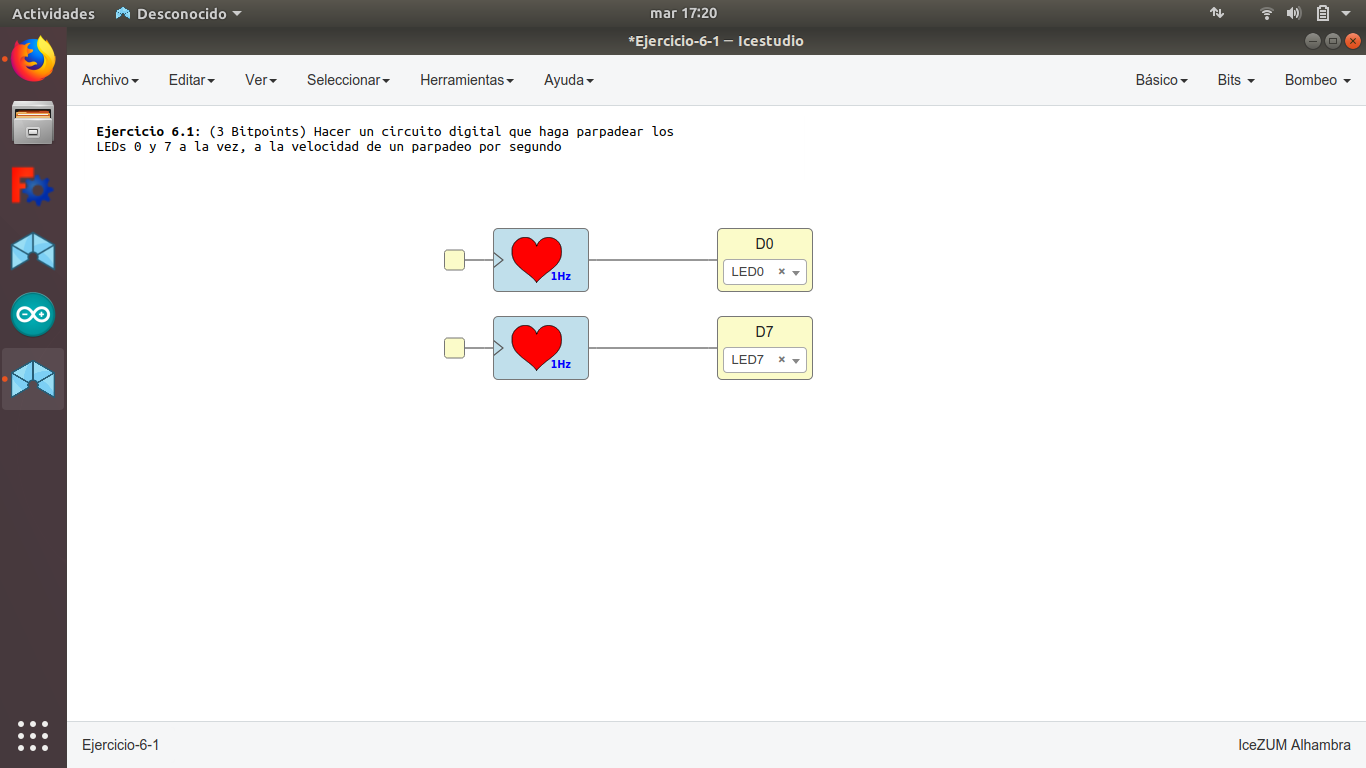 Actividades Desconocido mar 17:20
*Ejercicio-6-1 — Icestudio
Archivo Editar Ver Seleccionar Herramientas Ayuda Básico Bits Bombeo
Ejercicio 6.1: (3 Bitpoints) Hacer un circuito digital que haga parpadear los
LEDs 0 y 7 a la vez, a la velocidad de un parpadeo por segundo
D0
LED0
1Hz
D7
LED7
1Hz
Ejercicio-6-1 IceZUM Alhambra